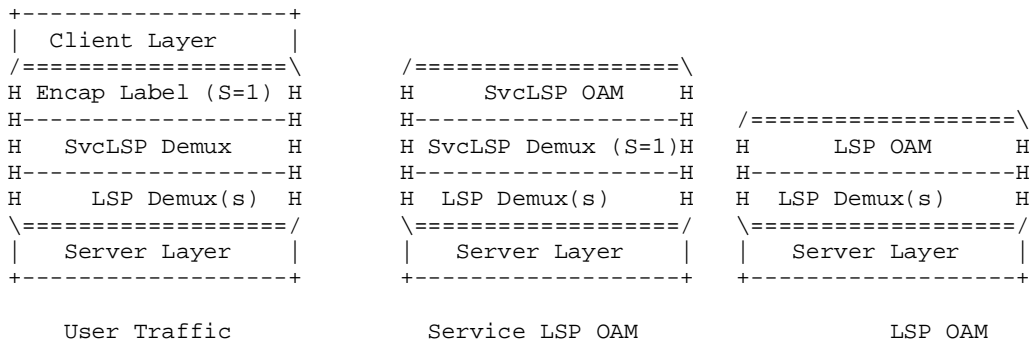 +-------------------+
|  Client Layer     |
/===================\      /===================\
H Encap Label (S=1) H      H     SvcLSP OAM    H
H-------------------H      H-------------------H   /===================\
H   SvcLSP Demux    H      H SvcLSP Demux (S=1)H   H      LSP OAM      H
H-------------------H      H-------------------H   H-------------------H
H     LSP Demux(s)  H      H  LSP Demux(s)     H   H  LSP Demux(s)     H
\===================/      \===================/   \===================/
|   Server Layer    |      |   Server Layer    |   |   Server Layer    |
+-------------------+      +-------------------+   +-------------------+
User Traffic                Service LSP OAM                  LSP OAM